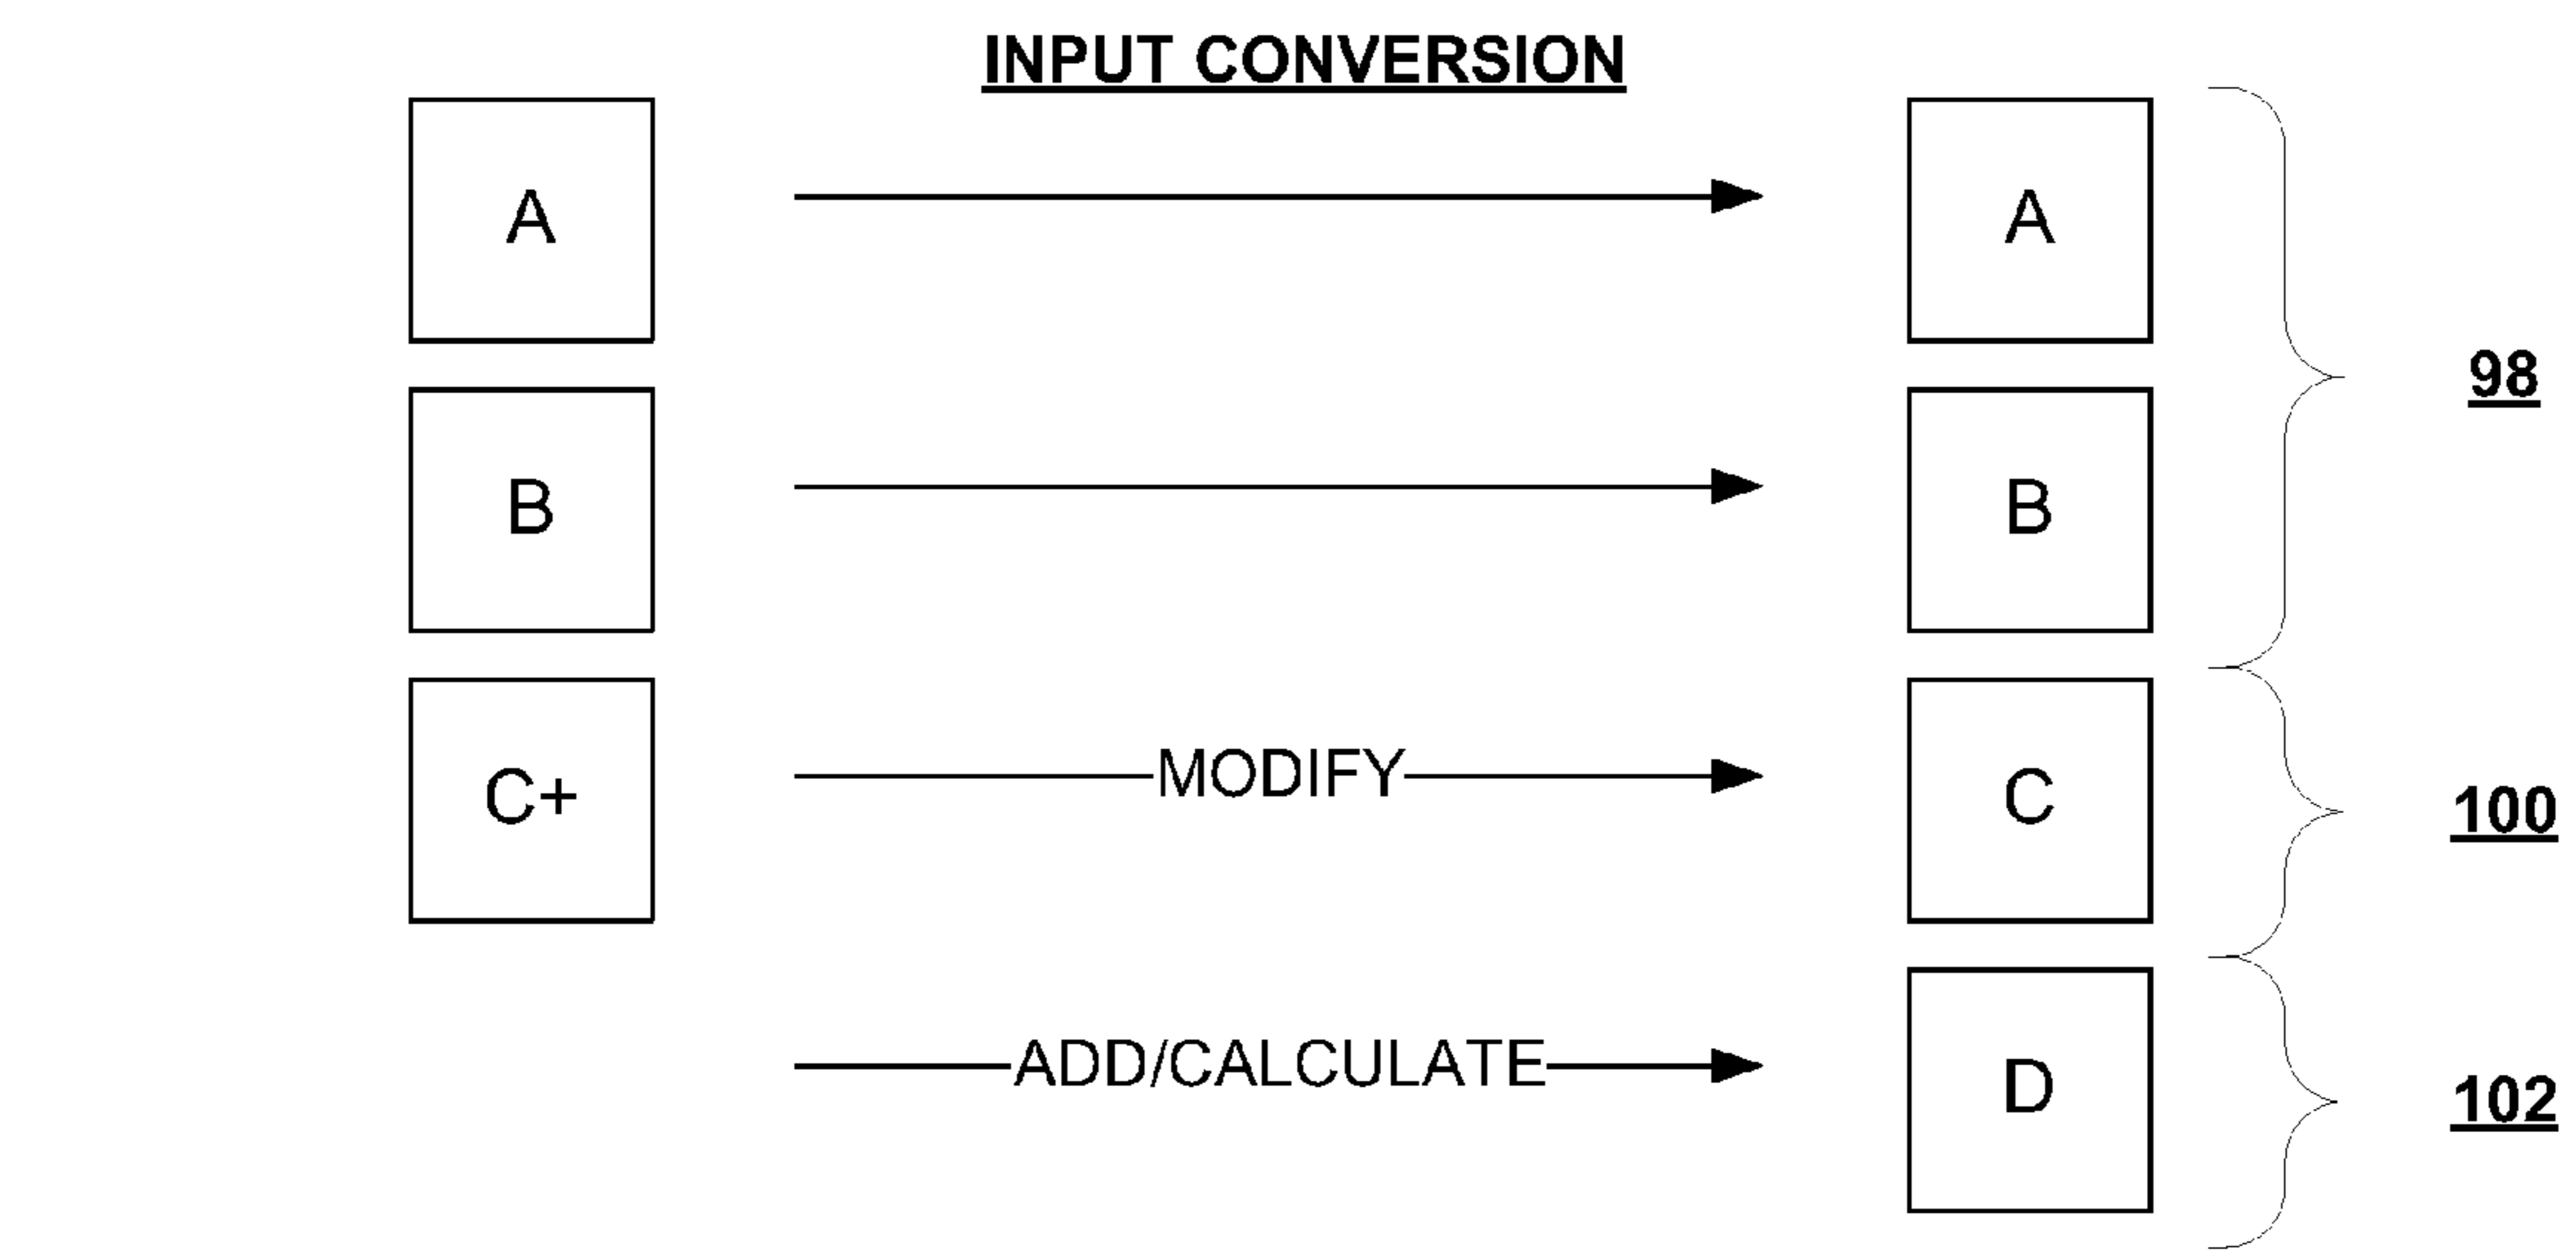 INPUT CONVERSION
A A
B B
98
C+ MODIFY C
100
ADD/CALCULATE D
102